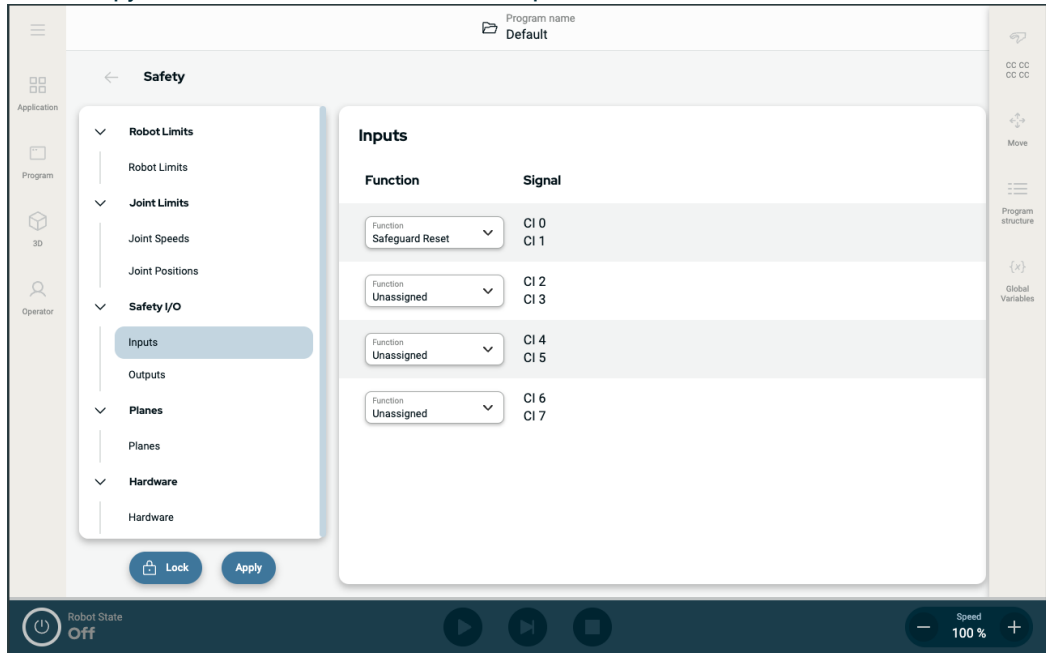 Program name
Default
Application
Program
3D
Operator
Safety
Robot Limits
Robot Limits
Joint Limits
Joint Speeds
Joint Positions
Safety I/O
Inputs
Outputs
Planes
Planes
Hardware
Hardware
Lock
Apply
Inputs
Function
Signal
Function
Safeguard Reset
CI 0
CI 1
Function
Unassigned
CI 2
CI 3
Function
Unassigned
CI 4
CI 5
Function
Unassigned
CI 6
CI 7
CC CC
CC CC
Move
Program
structure
{x}
Global
Variables
Robot State
Off
Speed
100 %